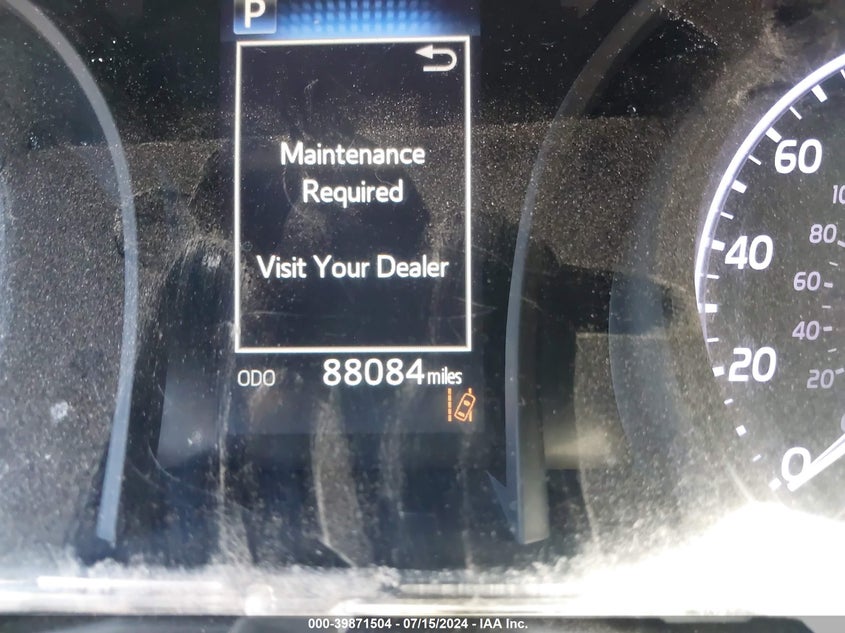 P
Maintenance
Required
Visit Your Dealer
ODO 88084 miles
60
80
40
60
40
20
20
0
000-39871504 - 07/15/2024 - IAA Inc.